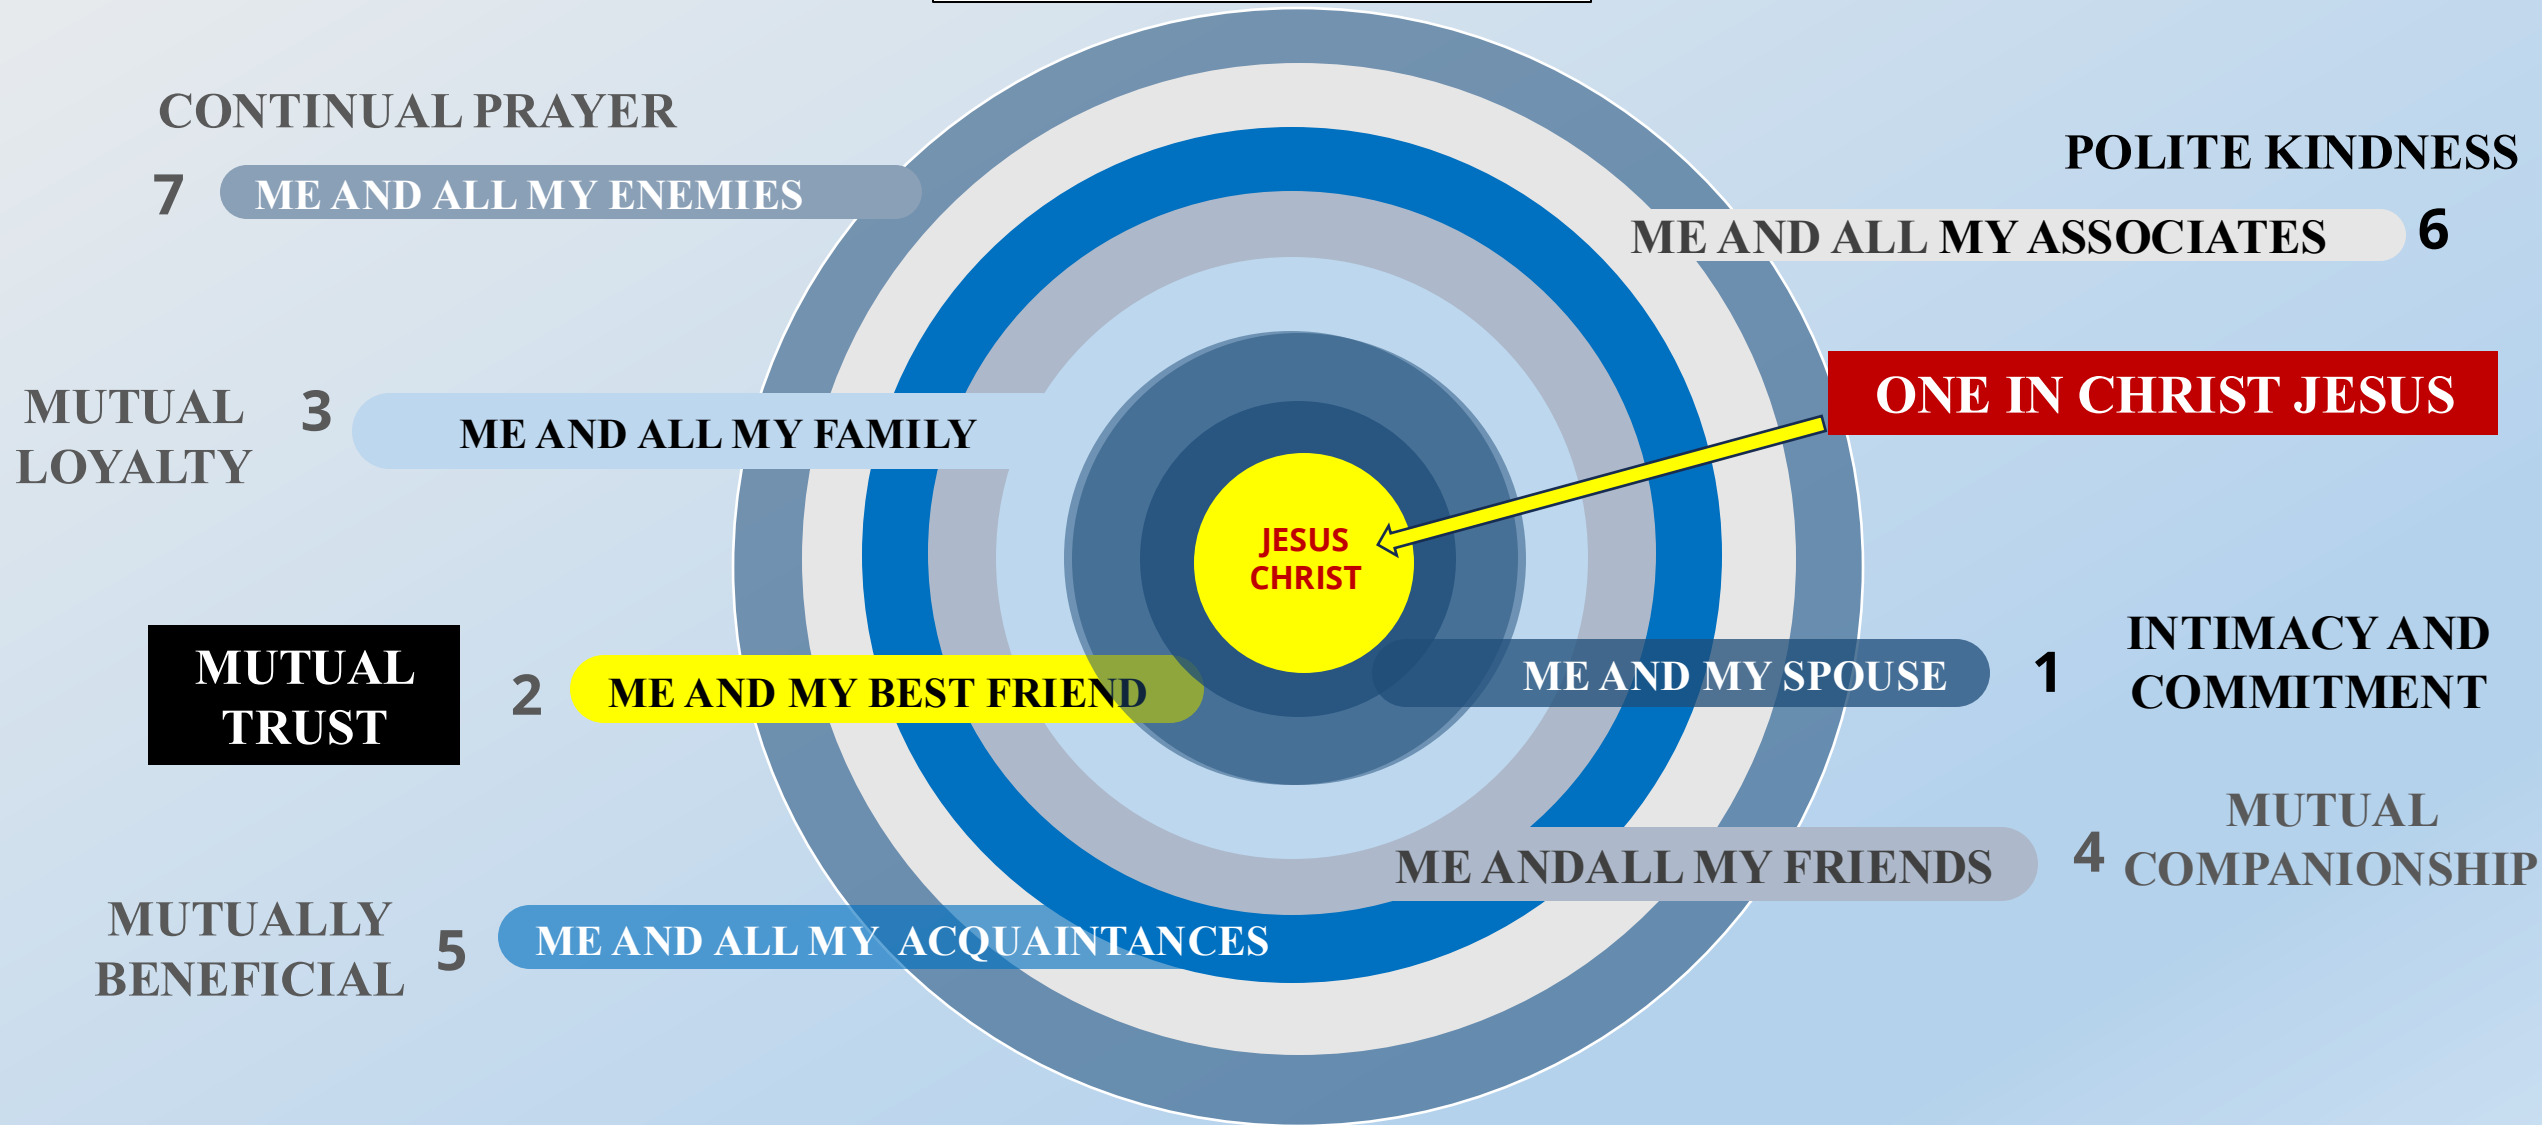 CONTINUAL PRAYER
7 ME AND ALL MY ENEMIES
POLITE KINDNESS
ME AND ALL MY ASSOCIATES 6
ONE IN CHRIST JESUS
MUTUAL
LOYALTY
3 ME AND ALL MY FAMILY
JESUS
CHRIST
MUTUAL
TRUST
2 ME AND MY BEST FRIEND
ME AND MY SPOUSE 1
INTIMACY AND
COMMITMENT
ME ANDALL MY FRIENDS 4
MUTUAL
COMPANIONSHIP
MUTUALLY
BENEFICIAL
5 ME AND ALL MY ACQUAINTANCES